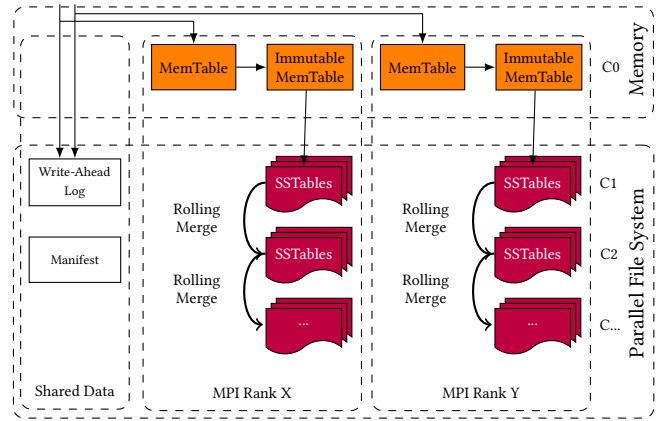 MemTable
Immutable
MemTable
MemTable
Immutable
MemTable
C0
Memory
Write-Ahead
Log
Manifest
Shared Data
SSTables
Rolling
Merge
SSTables
Rolling
Merge
...
MPI Rank X
SSTables
Rolling
Merge
SSTables
Rolling
Merge
...
MPI Rank Y
C1
C2
C...
Parallel File System